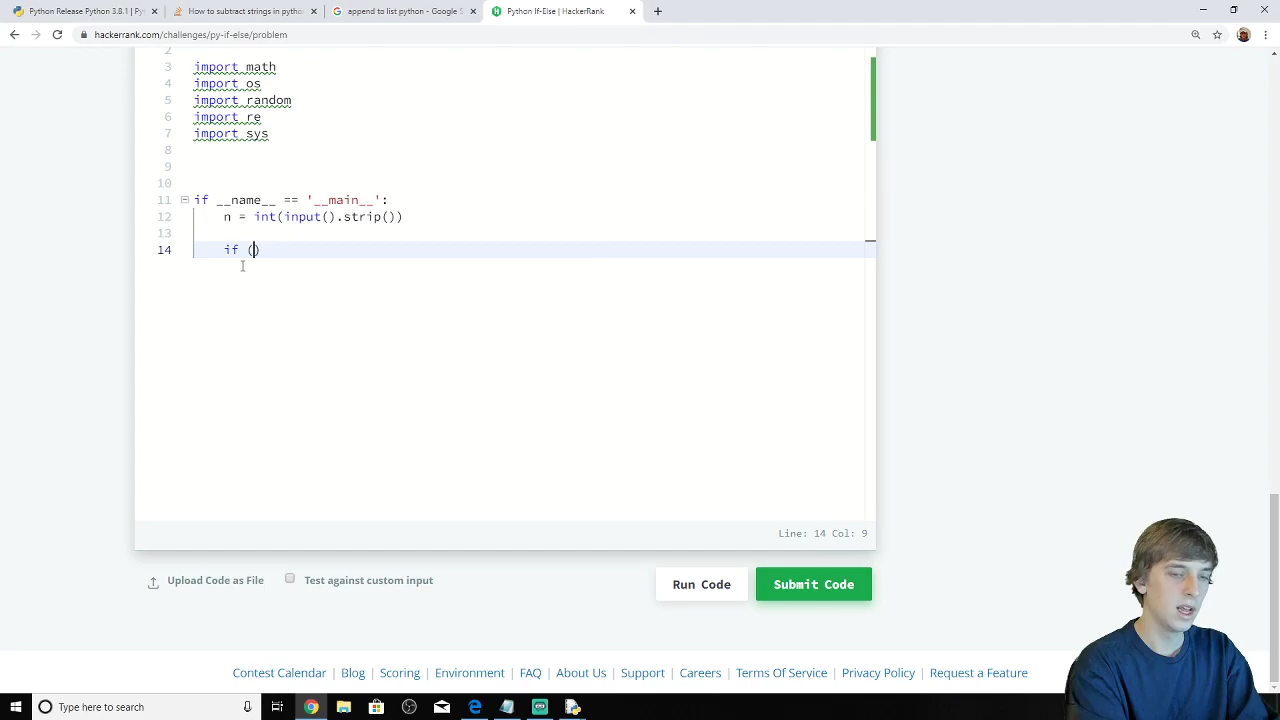 Python Release Python 3.8.1 | Py
How to subtract strings in pytho
append to list python - Google S
Python If-Else | HackerRank
hackerrank.com/challenges/py-if-else/problem
2
3 import math
4 import os
5 import random
6 import re
7 import sys
8
9
10
11 if __name__ == '__main__':
12 n = int(input().strip())
13
14 if ()
Line: 14 Col: 9
Upload Code as File Test against custom input Run Code Submit Code
Contest Calendar | Blog | Scoring | Environment | FAQ | About Us | Support | Careers | Terms Of Service | Privacy Policy | Request a Feature
Type here to search